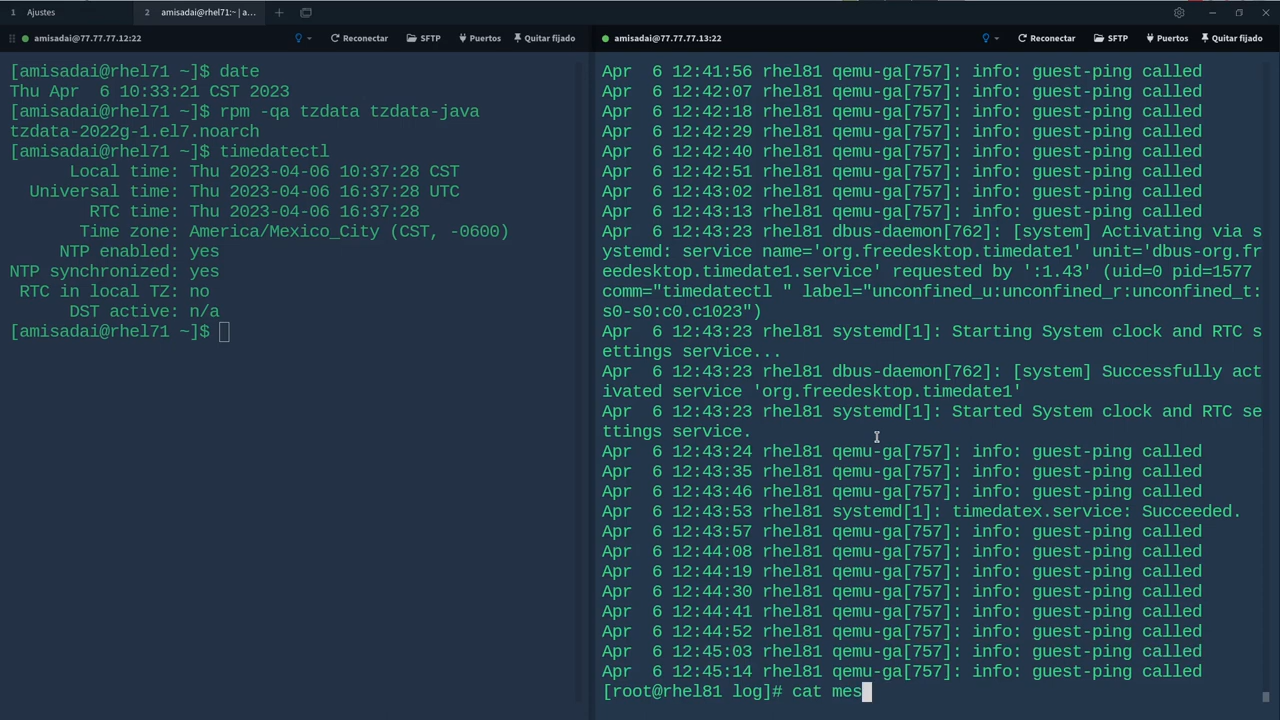 1 Ajustes
2 amisadai@rhel71:~ | a...
amisadai@77.77.77.12:22
Reconectar
SFTP
Puertos
Quitar fijado
[amisadai@rhel71 ~]$ date
Thu Apr  6 10:33:21 CST 2023
[amisadai@rhel71 ~]$ rpm -qa tzdata tzdata-java
tzdata-2022g-1.el7.noarch
[amisadai@rhel71 ~]$ timedatectl
      Local time: Thu 2023-04-06 10:37:28 CST
  Universal time: Thu 2023-04-06 16:37:28 UTC
        RTC time: Thu 2023-04-06 16:37:28
       Time zone: America/Mexico_City (CST, -0600)
     NTP enabled: yes
NTP synchronized: yes
 RTC in local TZ: no
      DST active: n/a
[amisadai@rhel71 ~]$
amisadai@77.77.77.13:22
Reconectar
SFTP
Puertos
Quitar fijado
Apr  6 12:41:56 rhel81 qemu-ga[757]: info: guest-ping called
Apr  6 12:42:07 rhel81 qemu-ga[757]: info: guest-ping called
Apr  6 12:42:18 rhel81 qemu-ga[757]: info: guest-ping called
Apr  6 12:42:29 rhel81 qemu-ga[757]: info: guest-ping called
Apr  6 12:42:40 rhel81 qemu-ga[757]: info: guest-ping called
Apr  6 12:42:51 rhel81 qemu-ga[757]: info: guest-ping called
Apr  6 12:43:02 rhel81 qemu-ga[757]: info: guest-ping called
Apr  6 12:43:13 rhel81 qemu-ga[757]: info: guest-ping called
Apr  6 12:43:23 rhel81 dbus-daemon[762]: [system] Activating via s
ystemd: service name='org.freedesktop.timedate1' unit='dbus-org.fr
eedesktop.timedate1.service' requested by ':1.43' (uid=0 pid=1577 
comm="timedatectl " label="unconfined_u:unconfined_r:unconfined_t:
s0-s0:c0.c1023")
Apr  6 12:43:23 rhel81 systemd[1]: Starting System clock and RTC s
ettings service...
Apr  6 12:43:23 rhel81 dbus-daemon[762]: [system] Successfully act
ivated service 'org.freedesktop.timedate1'
Apr  6 12:43:23 rhel81 systemd[1]: Started System clock and RTC se
ttings service.
Apr  6 12:43:24 rhel81 qemu-ga[757]: info: guest-ping called
Apr  6 12:43:35 rhel81 qemu-ga[757]: info: guest-ping called
Apr  6 12:43:46 rhel81 qemu-ga[757]: info: guest-ping called
Apr  6 12:43:53 rhel81 systemd[1]: timedatex.service: Succeeded.
Apr  6 12:43:57 rhel81 qemu-ga[757]: info: guest-ping called
Apr  6 12:44:08 rhel81 qemu-ga[757]: info: guest-ping called
Apr  6 12:44:19 rhel81 qemu-ga[757]: info: guest-ping called
Apr  6 12:44:30 rhel81 qemu-ga[757]: info: guest-ping called
Apr  6 12:44:41 rhel81 qemu-ga[757]: info: guest-ping called
Apr  6 12:44:52 rhel81 qemu-ga[757]: info: guest-ping called
Apr  6 12:45:03 rhel81 qemu-ga[757]: info: guest-ping called
Apr  6 12:45:14 rhel81 qemu-ga[757]: info: guest-ping called
[root@rhel81 log]# cat mes